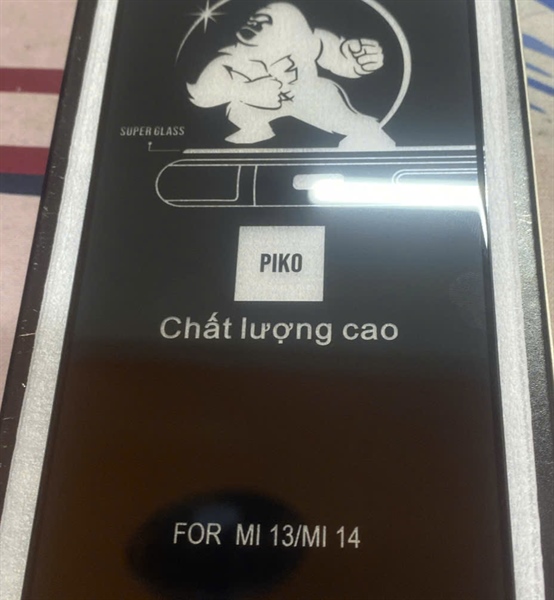 SUPER GLASS
PIKO
Chất lượng cao
FOR MI 13/MI 14